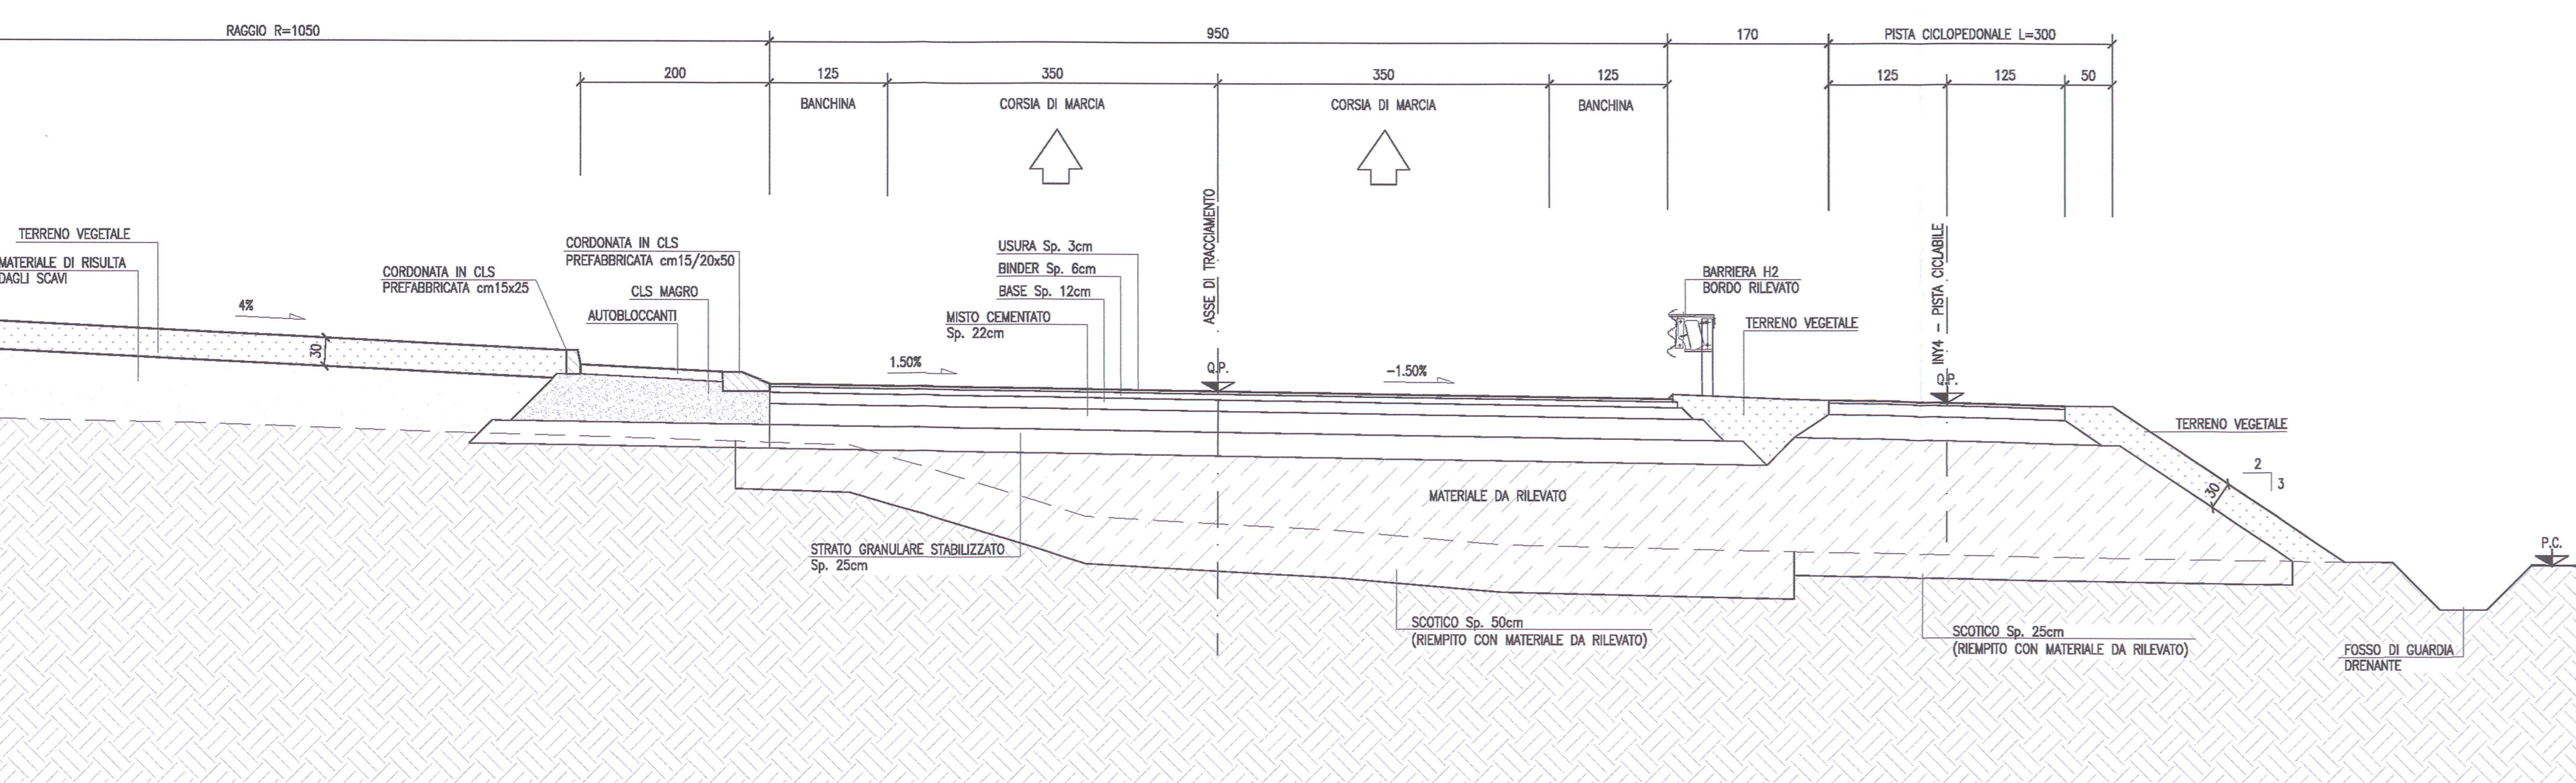 RAGGIO R=1050
950
170
PISTA CICLOPEDONALE L=300
200
125
350
350
125
125
125
50
BANCHINA
CORSIA DI MARCIA
CORSIA DI MARCIA
BANCHINA
ASSE DI TRACCIAMENTO
INY4 - PISTA CICLABILE
TERRENO VEGETALE
MATERIALE DI RISULTA
DAGLI SCAVI
4%
30
CORDONATA IN CLS
PREFABBRICATA cm15x25
CORDONATA IN CLS
PREFABBRICATA cm15/20x50
CLS MAGRO
AUTOBLOCCANTI
USURA Sp. 3cm
BINDER Sp. 6cm
BASE Sp. 12cm
MISTO CEMENTATO
Sp. 22cm
1.50%
Q.P.
-1.50%
BARRIERA H2
BORDO RILEVATO
TERRENO VEGETALE
Q.P.
TERRENO VEGETALE
2
3
30
MATERIALE DA RILEVATO
STRATO GRANULARE STABILIZZATO
Sp. 25cm
SCOTICO Sp. 50cm
(RIEMPITO CON MATERIALE DA RILEVATO)
SCOTICO Sp. 25cm
(RIEMPITO CON MATERIALE DA RILEVATO)
P.C.
FOSSO DI GUARDIA
DRENANTE